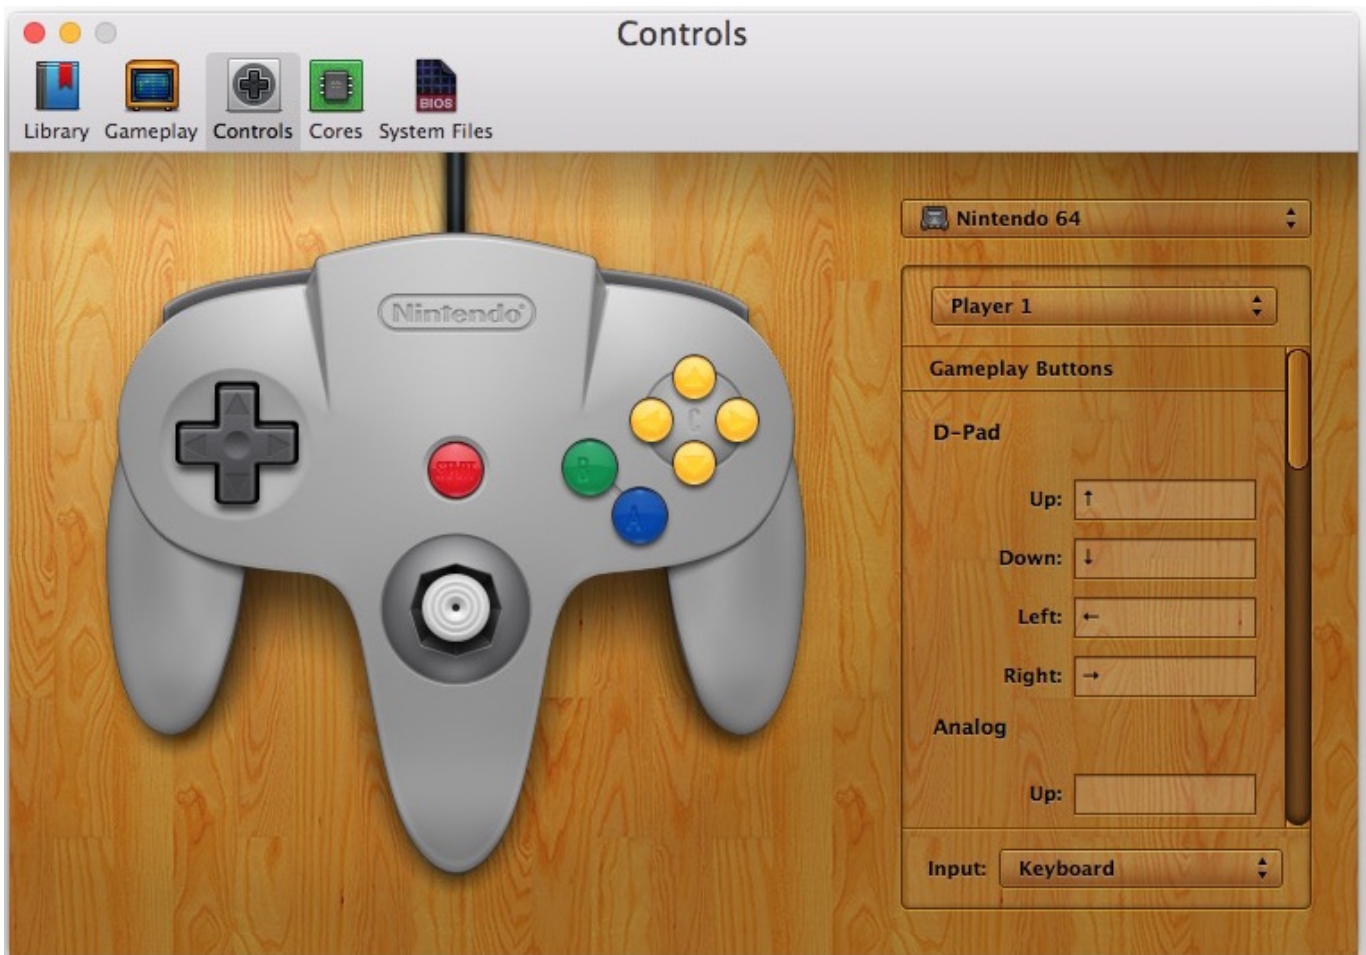 Controls
Library Gameplay Controls Cores System Files
BIOS
Nintendo 64
Player 1
Gameplay Buttons
D-Pad
Up: ↑
Down: ↓
Left: ←
Right: →
Analog
Up:
Input: Keyboard
Nintendo
C
START
B
A